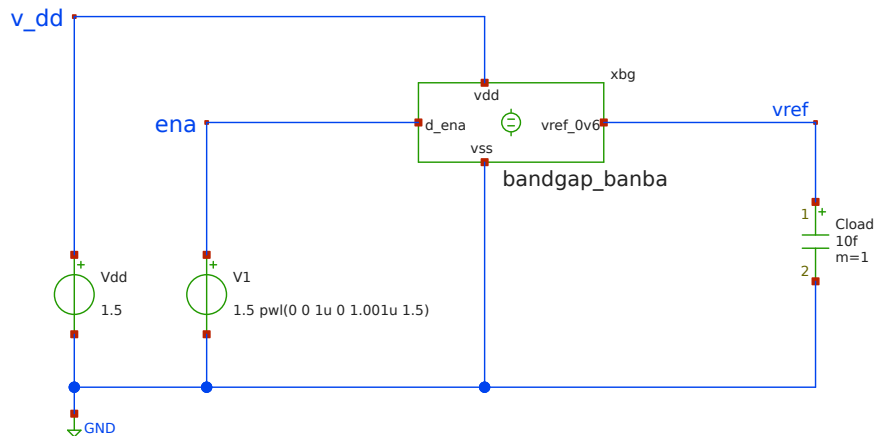 v_dd
xbg
vdd
vref
ena
d_ena
vref_0v6
vss
bandgap_banba
1
+
Cload
10f
m=1
2
+
Vdd
1.5
+
V1
1.5 pwl(0 0 1u 0 1.001u 1.5)
GND